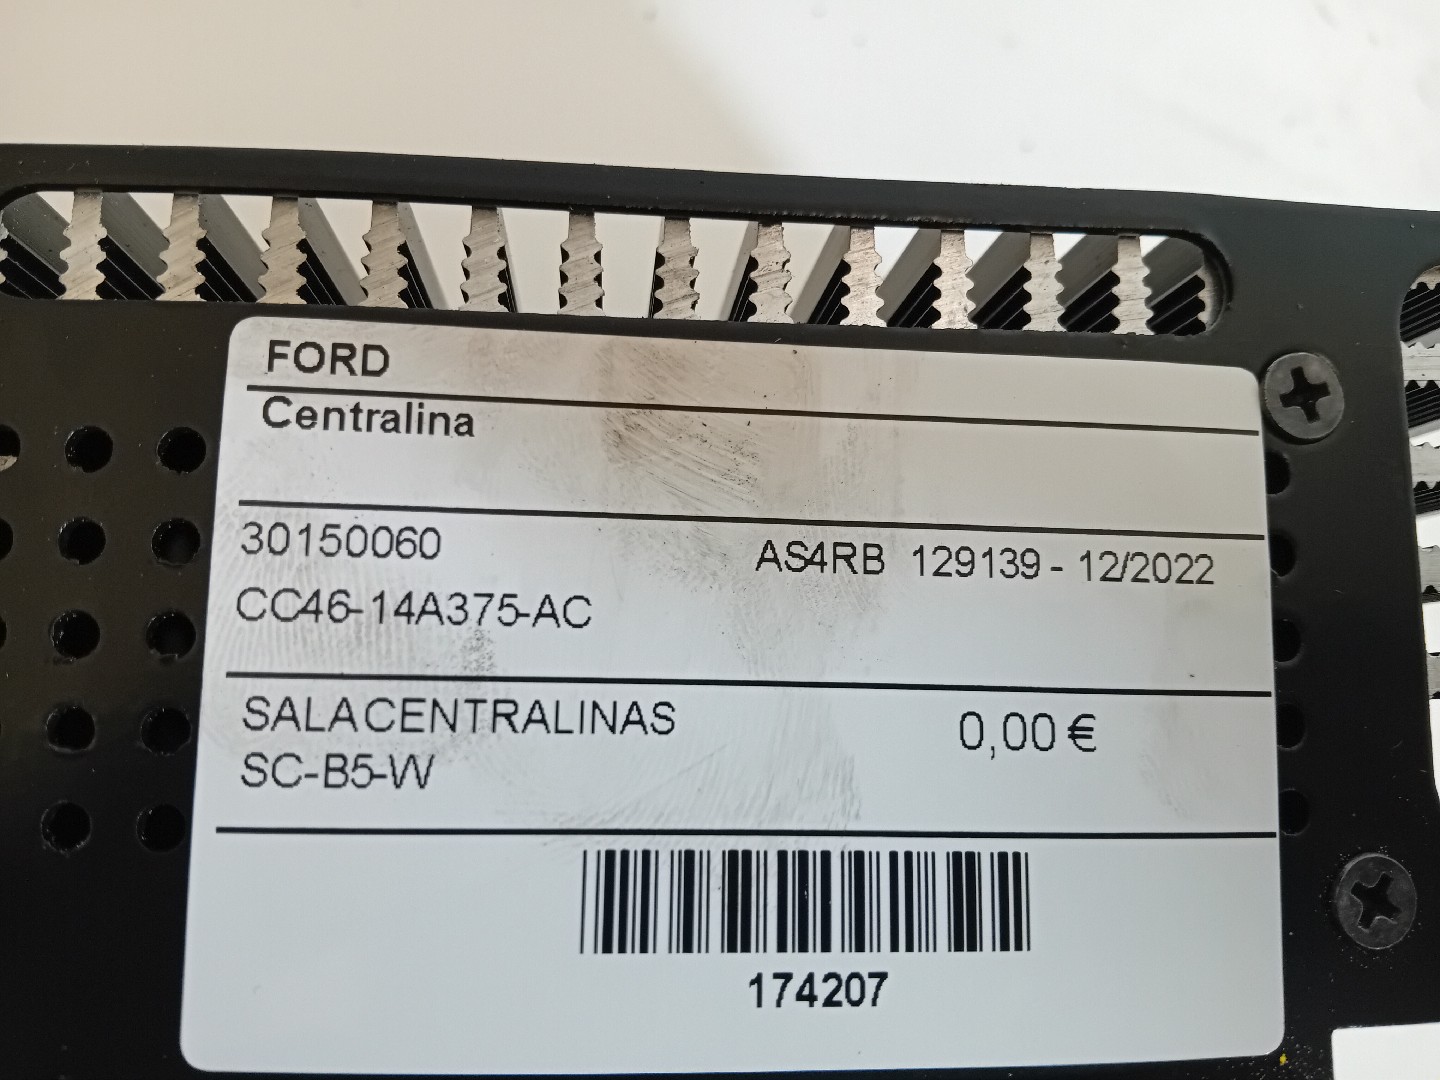 FORD
Centralina
30150060 AS4RB 129139 - 12/2022
CC46-14A375-AC
SALACENTRALINAS 0,00 €
SC-B5-W
174207